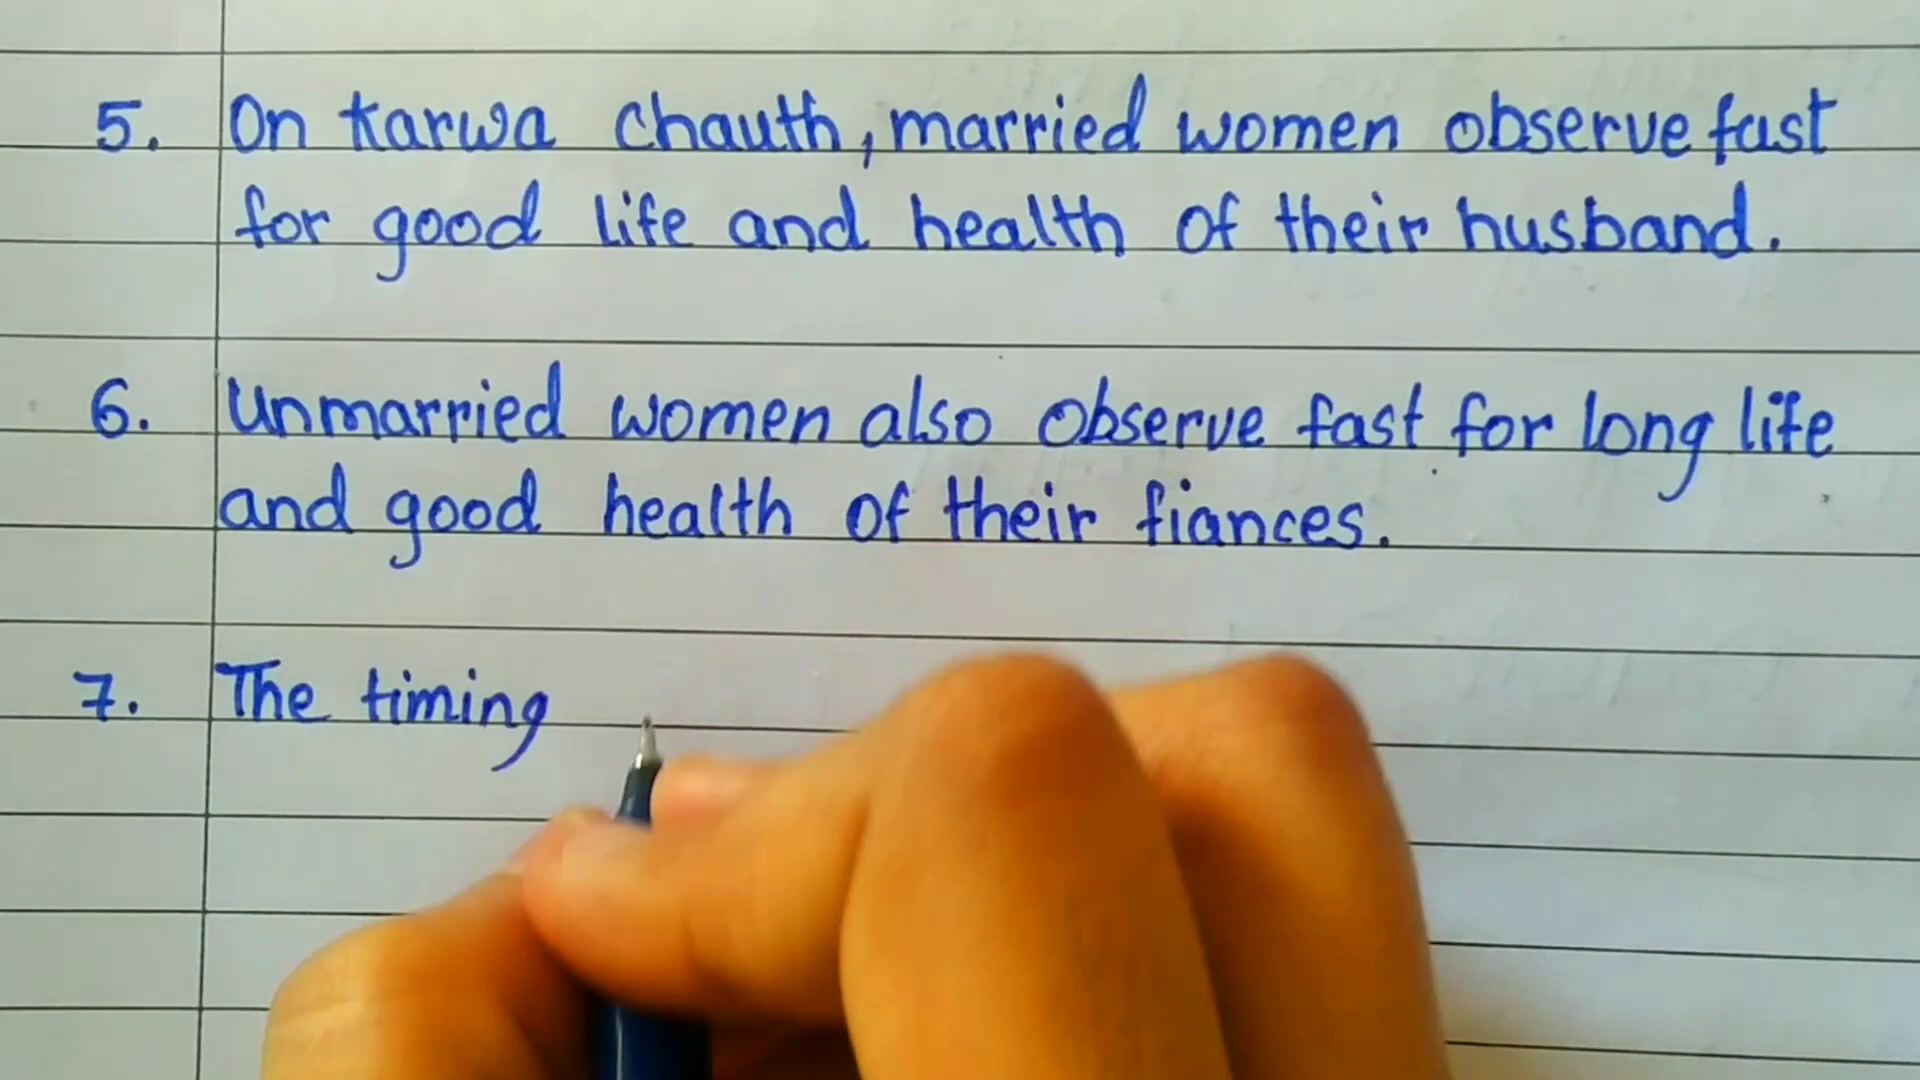 5. On Karwa Chauth, married women observe fast
for good life and health of their husband.
6. Unmarried women also observe fast for long life
and good health of their fiances.
7. The timing